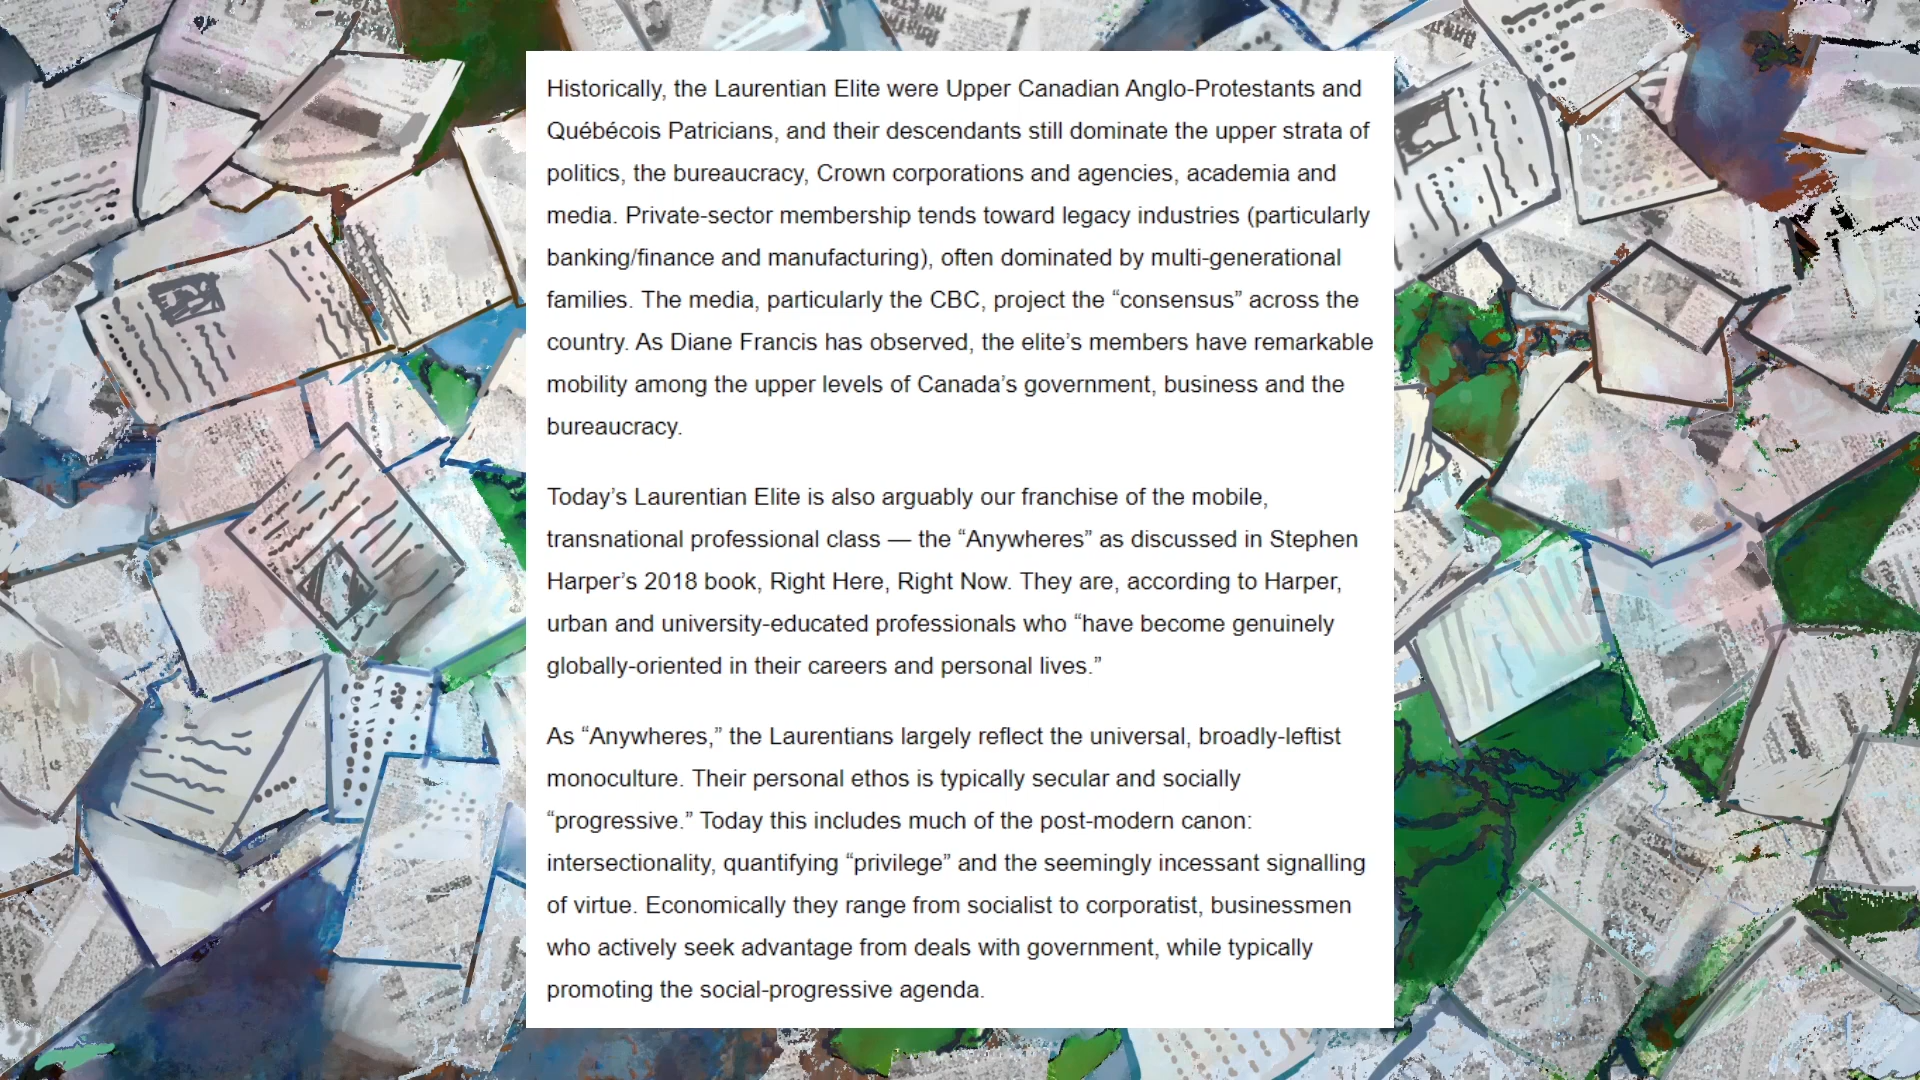 Historically, the Laurentian Elite were Upper Canadian Anglo-Protestants and
Québécois Patricians, and their descendants still dominate the upper strata of
politics, the bureaucracy, Crown corporations and agencies, academia and
media. Private-sector membership tends toward legacy industries (particularly
banking/finance and manufacturing), often dominated by multi-generational
families. The media, particularly the CBC, project the “consensus” across the
country. As Diane Francis has observed, the elite’s members have remarkable
mobility among the upper levels of Canada’s government, business and the
bureaucracy.
Today’s Laurentian Elite is also arguably our franchise of the mobile,
transnational professional class — the “Anywheres” as discussed in Stephen
Harper’s 2018 book, Right Here, Right Now. They are, according to Harper,
urban and university-educated professionals who “have become genuinely
globally-oriented in their careers and personal lives.”
As “Anywheres,” the Laurentians largely reflect the universal, broadly-leftist
monoculture. Their personal ethos is typically secular and socially
“progressive.” Today this includes much of the post-modern canon:
intersectionality, quantifying “privilege” and the seemingly incessant signalling
of virtue. Economically they range from socialist to corporatist, businessmen
who actively seek advantage from deals with government, while typically
promoting the social-progressive agenda.